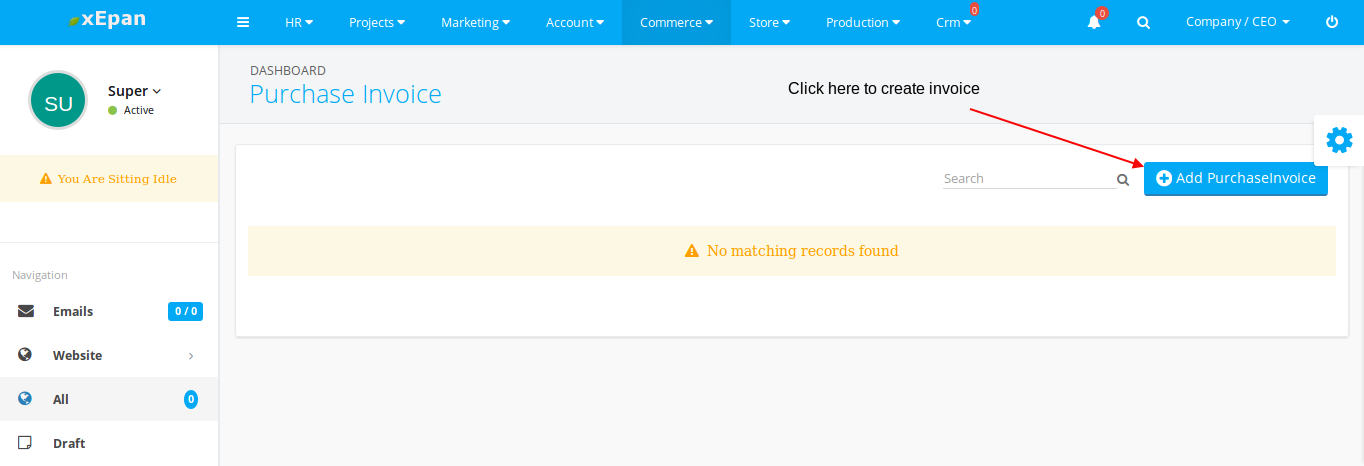 xEpan
HR
Projects
Marketing
Account
Commerce
Store
Production
Crm
0
0
Company / CEO
SU
Super
Active
You Are Sitting Idle
Navigation
Emails
0 / 0
Website
All
0
Draft
DASHBOARD
Purchase Invoice
Click here to create invoice
Search
Add PurchaseInvoice
No matching records found